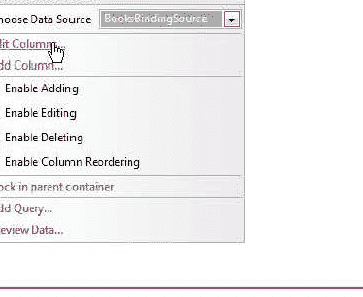 hoose Data Source BooksBindingSource
dit Column...
dd Column...
Enable Adding
Enable Editing
Enable Deleting
Enable Column Reordering
ock in parent container
dd Query...
review Data...